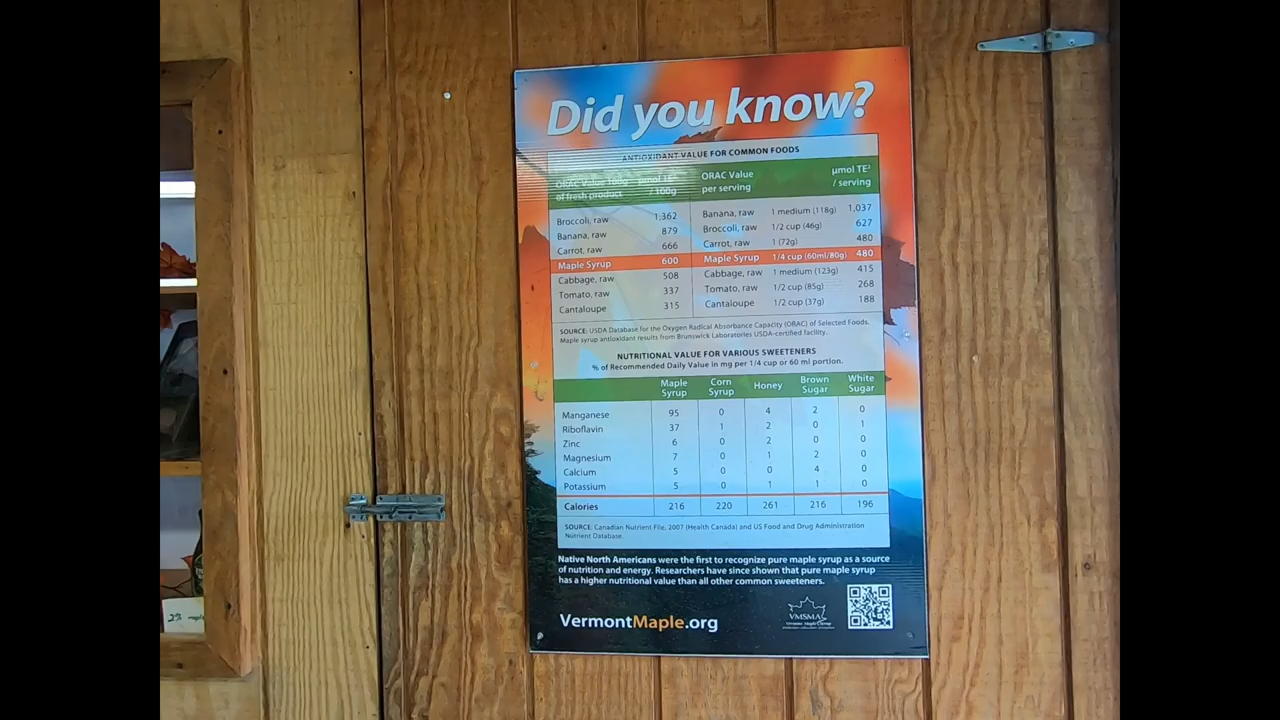 Did you know?
ANTIOXIDANT VALUE FOR COMMON FOODS
ORAC Value 100g of fresh product μmol TE² / 100g ORAC Value per serving μmol TE² / serving
Broccoli, raw 1,362 Banana, raw 1 medium (118g) 1,037
Banana, raw 879 Broccoli, raw 1/2 cup (46g) 627
Carrot, raw 666 Carrot, raw 1 (72g) 480
Maple Syrup 600 Maple Syrup 1/4 cup (60ml/80g) 480
Cabbage, raw 508 Cabbage, raw 1 medium (123g) 415
Tomato, raw 337 Tomato, raw 1/2 cup (85g) 268
Cantaloupe 315 Cantaloupe 1/2 cup (37g) 188
SOURCE: USDA Database for the Oxygen Radical Absorbance Capacity (ORAC) of Selected Foods.
Maple syrup antioxidant results from Brunswick Laboratories USDA-certified facility.
NUTRITIONAL VALUE FOR VARIOUS SWEETENERS
% of Recommended Daily Value in mg per 1/4 cup or 60 ml portion.
Maple Syrup Corn Syrup Honey Brown Sugar White Sugar
Manganese 95 0 4 2 0
Riboflavin 37 1 2 0 1
Zinc 6 0 2 0 0
Magnesium 7 0 1 2 0
Calcium 5 0 0 4 0
Potassium 5 0 1 1 0
Calories 216 220 261 216 196
SOURCE: Canadian Nutrient File, 2007 (Health Canada) and US Food and Drug Administration
Nutrient Database.
Native North Americans were the first to recognize pure maple syrup as a source
of nutrition and energy. Researchers have since shown that pure maple syrup
has a higher nutritional value than all other common sweeteners.
VermontMaple.org
VMSMA